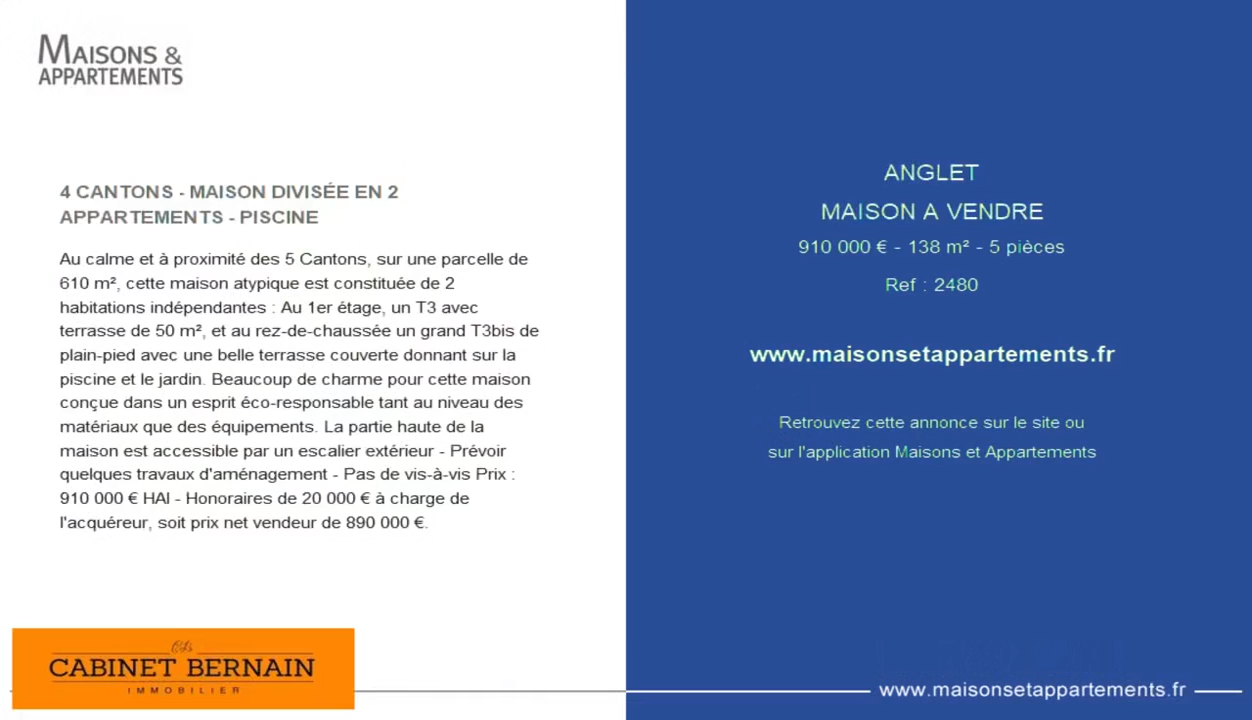 MAISONS &
APPARTEMENTS
4 CANTONS - MAISON DIVISÉE EN 2
APPARTEMENTS - PISCINE
Au calme et à proximité des 5 Cantons, sur une parcelle de
610 m², cette maison atypique est constituée de 2
habitations indépendantes : Au 1er étage, un T3 avec
terrasse de 50 m², et au rez-de-chaussée un grand T3bis de
plain-pied avec une belle terrasse couverte donnant sur la
piscine et le jardin. Beaucoup de charme pour cette maison
conçue dans un esprit éco-responsable tant au niveau des
matériaux que des équipements. La partie haute de la
maison est accessible par un escalier extérieur - Prévoir
quelques travaux d'aménagement - Pas de vis-à-vis Prix :
910 000 € HAI - Honoraires de 20 000 € à charge de
l'acquéreur, soit prix net vendeur de 890 000 €.
CABINET BERNAIN
IMMOBILIER
ANGLET
MAISON A VENDRE
910 000 € - 138 m² - 5 pièces
Ref : 2480
www.maisonsetappartements.fr
Retrouvez cette annonce sur le site ou
sur l'application Maisons et Appartements
www.maisonsetappartements.fr